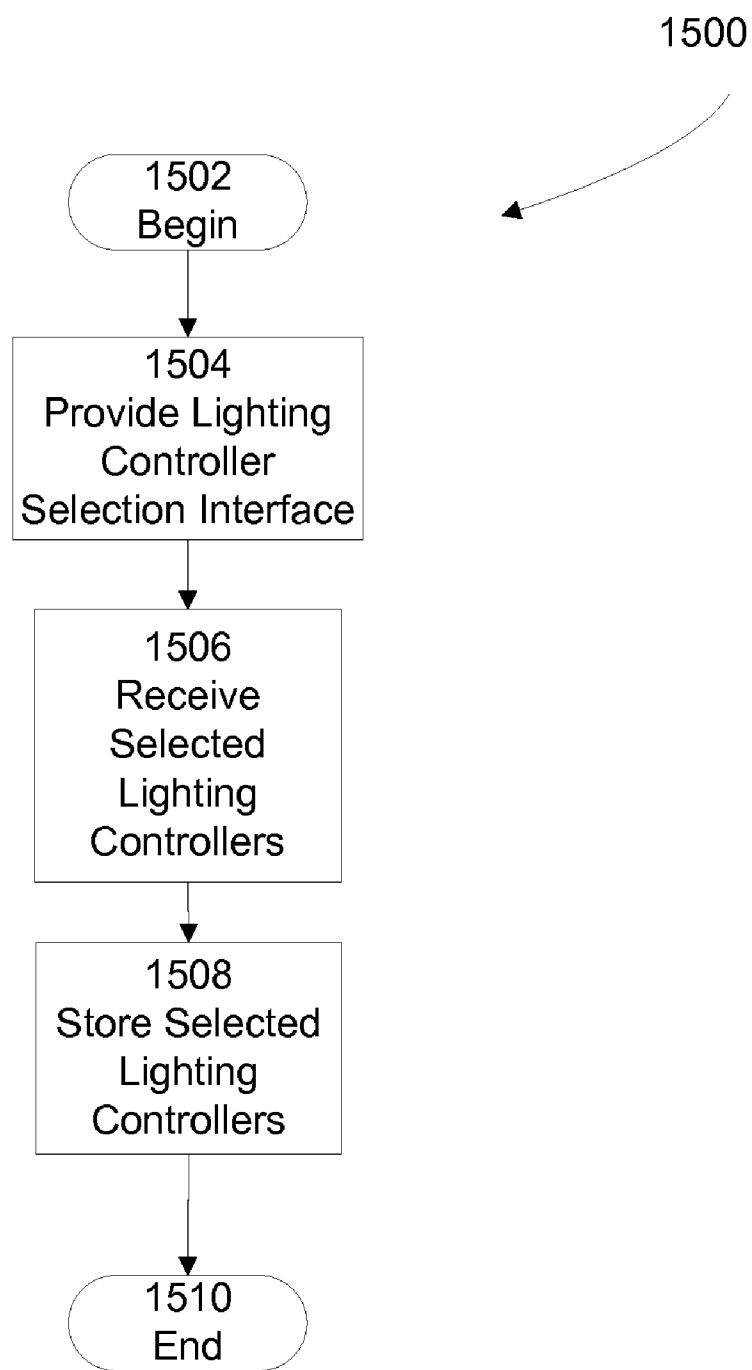 1500
1502
Begin
1504
Provide Lighting
Controller
Selection Interface
1506
Receive
Selected
Lighting
Controllers
1508
Store Selected
Lighting
Controllers
1510
End